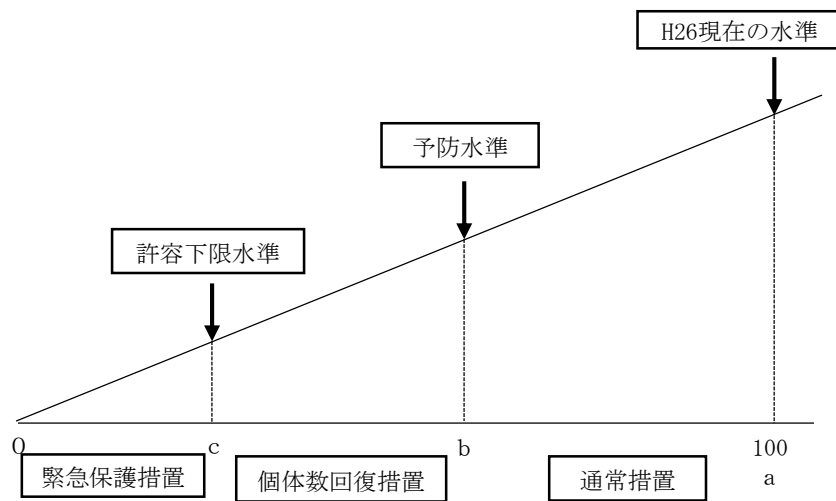 H26現在の水準
予防水準
許容下限水準
0 c b 100
a
緊急保護措置 個体数回復措置 通常措置